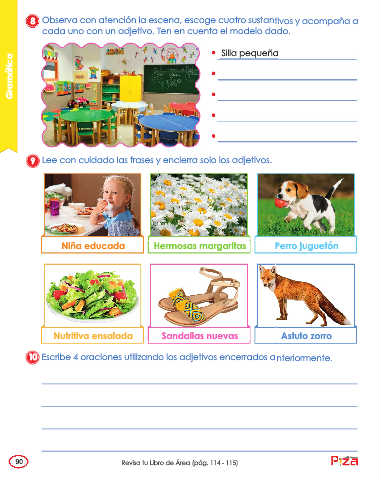 Gramática
8 Observa con atención la escena, escoge cuatro sustantivos y acompaña a
cada uno con un adjetivo. Ten en cuenta el modelo dado.
• Silla pequeña
•
•
•
•
9 Lee con cuidado las frases y encierra solo los adjetivos.
Niña educada
Hermosas margaritas
Perro juguetón
Nutritiva ensalada
Sandalias nuevas
Astuto zorro
10 Escribe 4 oraciones utilizando los adjetivos encerrados anteriormente.
90
Revisa tu Libro de Área (pág. 114 - 115)
Piza